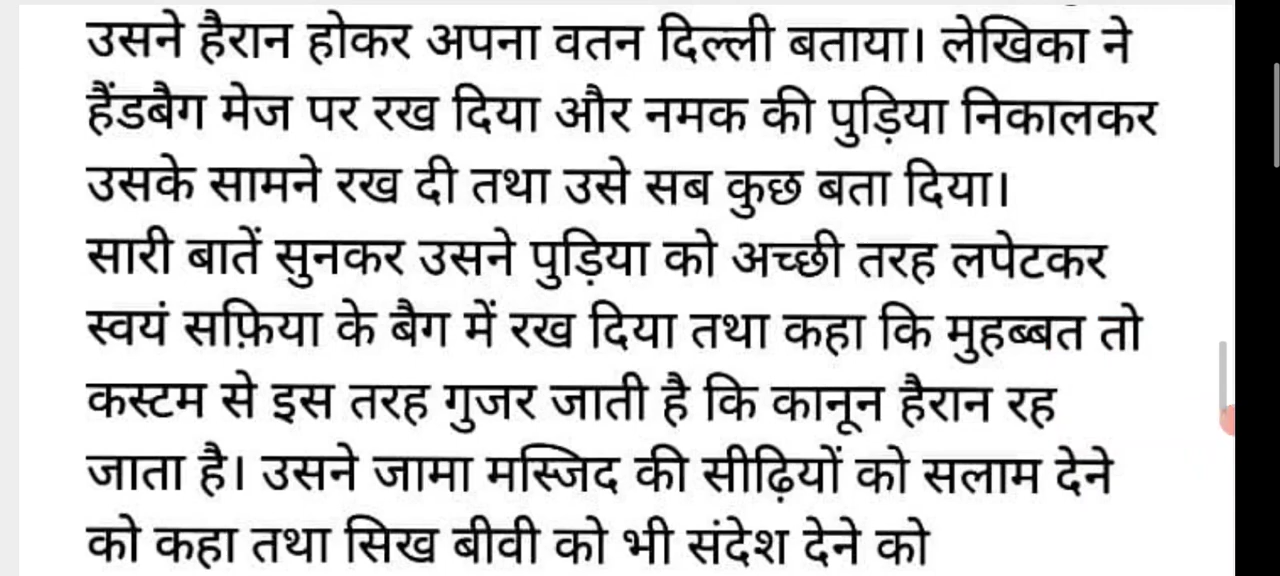 उसने हैरान होकर अपना वतन दिल्ली बताया। लेखिका ने
हैंडबैग मेज पर रख दिया और नमक की पुड़िया निकालकर
उसके सामने रख दी तथा उसे सब कुछ बता दिया।
सारी बातें सुनकर उसने पुड़िया को अच्छी तरह लपेटकर
स्वयं सफ़िया के बैग में रख दिया तथा कहा कि मुहब्बत तो
कस्टम से इस तरह गुजर जाती है कि कानून हैरान रह
जाता है। उसने जामा मस्जिद की सीढ़ियों को सलाम देने
को कहा तथा सिख बीवी को भी संदेश देने को